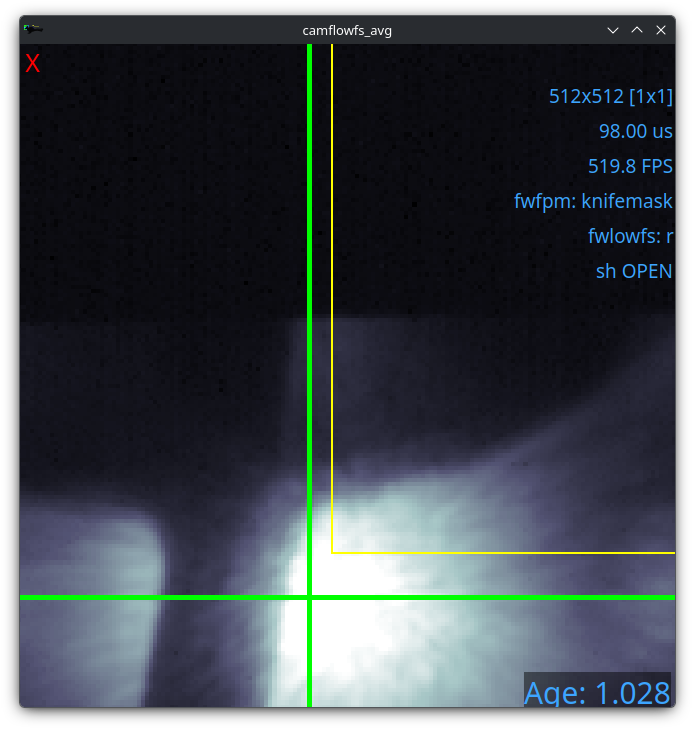 camflowfs_avg
X
512x512 [1x1]
98.00 us
519.8 FPS
fwfpm: knifemask
fwlowfs: r
sh OPEN
Age: 1.028